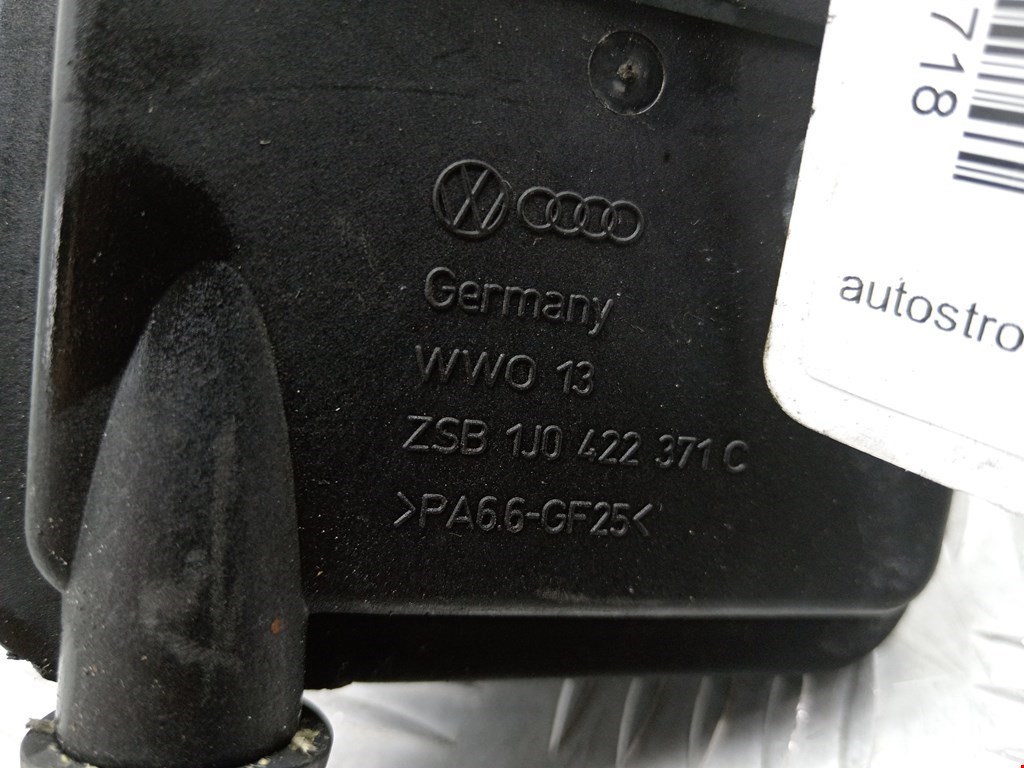 Germany
WWO 13
ZSB 1J0 422 371 C
>PA6.6-GF25<
718
autostro